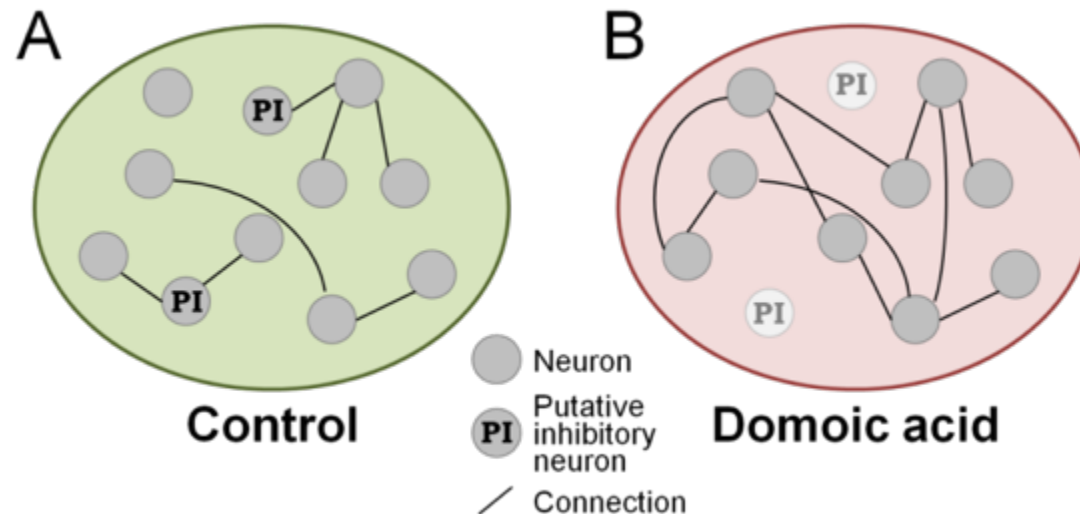 A
B
PI
PI
PI
PI
Control
Domoic acid
Neuron
PI
Putative
inhibitory
neuron
Connection